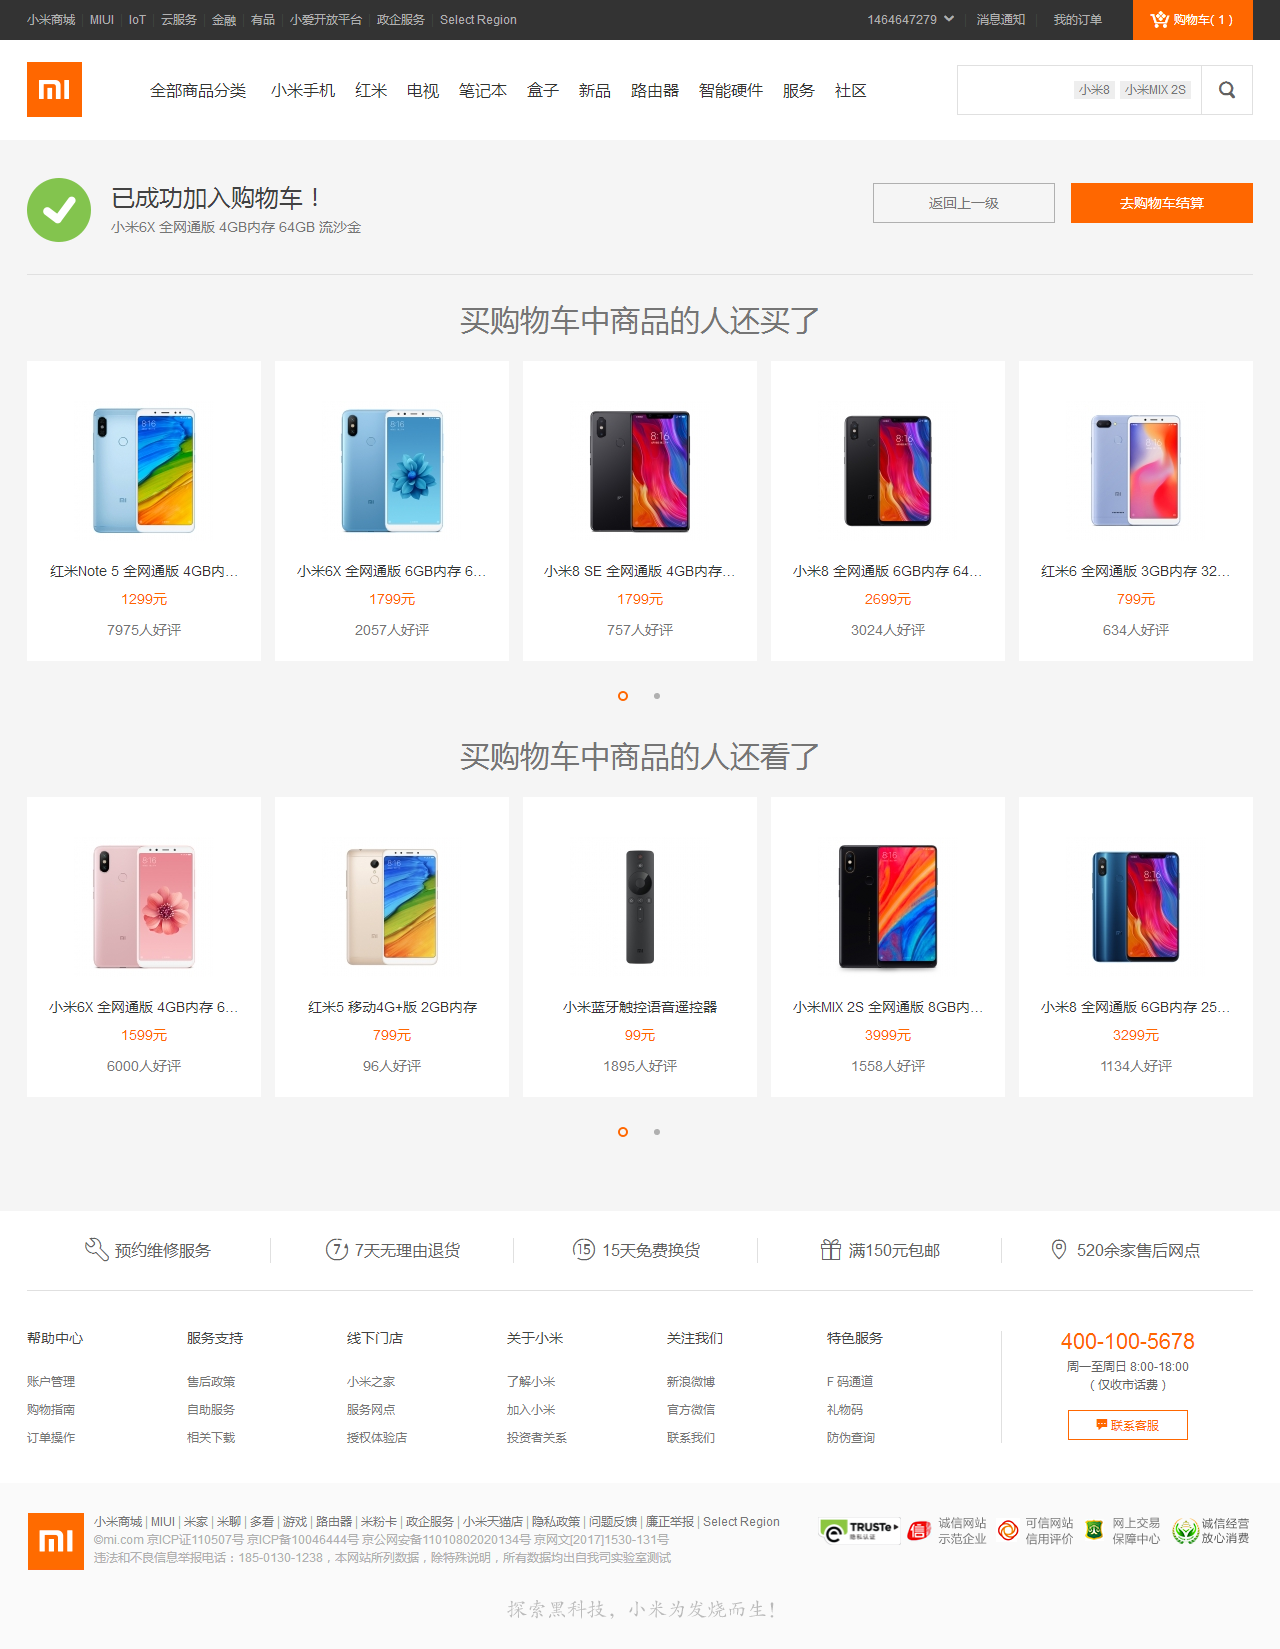 小米商城 MIUI IoT 云服务 金融 有品 小爱开放平台 政企服务 Select Region 1464647279 消息通知 我的订单 购物车( 1 )
mi 全部商品分类 小米手机 红米 电视 笔记本 盒子 新品 路由器 智能硬件 服务 社区 小米8 小米MIX 2S
已成功加入购物车！
小米6X 全网通版 4GB内存 64GB 流沙金
返回上一级 去购物车结算
买购物车中商品的人还买了
红米Note 5 全网通版 4GB内... 小米6X 全网通版 6GB内存 6... 小米8 SE 全网通版 4GB内存... 小米8 全网通版 6GB内存 64... 红米6 全网通版 3GB内存 32...
1299元 1799元 1799元 2699元 799元
7975人好评 2057人好评 757人好评 3024人好评 634人好评
买购物车中商品的人还看了
小米6X 全网通版 4GB内存 6... 红米5 移动4G+版 2GB内存 小米蓝牙触控语音遥控器 小米MIX 2S 全网通版 8GB内... 小米8 全网通版 6GB内存 25...
1599元 799元 99元 3999元 3299元
6000人好评 96人好评 1895人好评 1558人好评 1134人好评
预约维修服务 7 7天无理由退货 15 15天免费换货 满150元包邮 520余家售后网点
帮助中心 服务支持 线下门店 关于小米 关注我们 特色服务
账户管理 售后政策 小米之家 了解小米 新浪微博 F 码通道
购物指南 自助服务 服务网点 加入小米 官方微信 礼物码
订单操作 相关下载 授权体验店 投资者关系 联系我们 防伪查询
400-100-5678
周一至周日 8:00-18:00
（仅收市话费）
联系客服
mi
小米商城 | MIUI | 米家 | 米聊 | 多看 | 游戏 | 路由器 | 米粉卡 | 政企服务 | 小米天猫店 | 隐私政策 | 问题反馈 | 廉正举报 | Select Region
©mi.com 京ICP证110507号 京ICP备10046444号 京公网安备11010802020134号 京网文[2017]1530-131号
违法和不良信息举报电话：185-0130-1238，本网站所列数据，除特殊说明，所有数据均出自我司实验室测试
TRUSTe 隐私认证
信 诚信网站 示范企业
可信网站 信用评价
网上交易 保障中心
诚信经营 放心消费
探索黑科技，小米为发烧而生！